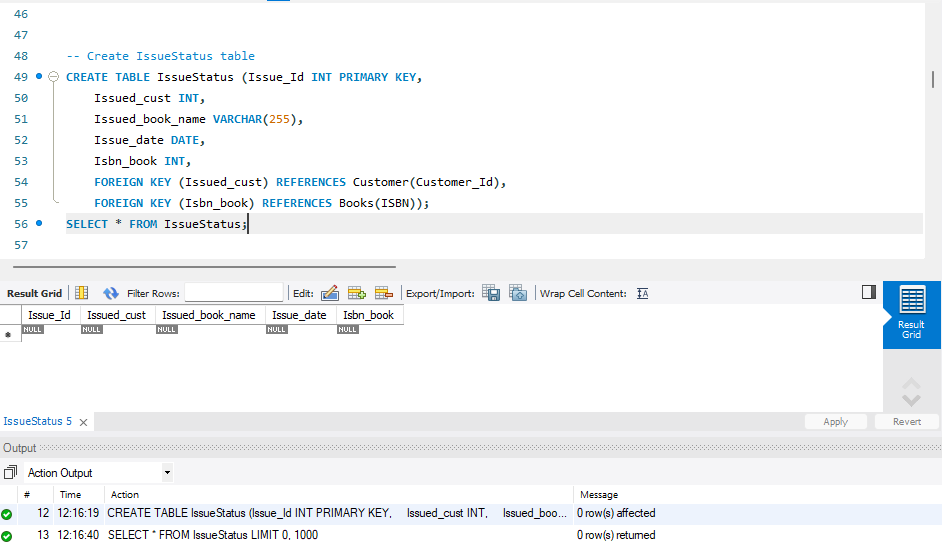 46
47
48 -- Create IssueStatus table
49 CREATE TABLE IssueStatus (Issue_Id INT PRIMARY KEY,
50 Issued_cust INT,
51 Issued_book_name VARCHAR(255),
52 Issue_date DATE,
53 Isbn_book INT,
54 FOREIGN KEY (Issued_cust) REFERENCES Customer(Customer_Id),
55 FOREIGN KEY (Isbn_book) REFERENCES Books(ISBN));
56 SELECT * FROM IssueStatus;
57
Result Grid Filter Rows: Edit: Export/Import: Wrap Cell Content: IA
Issue_Id Issued_cust Issued_book_name Issue_date Isbn_book
* NULL NULL NULL NULL NULL
Result
Grid
IssueStatus 5 × Apply Revert
Output
Action Output
# Time Action Message
12 12:16:19 CREATE TABLE IssueStatus (Issue_Id INT PRIMARY KEY, Issued_cust INT, Issued_boo... 0 row(s) affected
13 12:16:40 SELECT * FROM IssueStatus LIMIT 0, 1000 0 row(s) returned